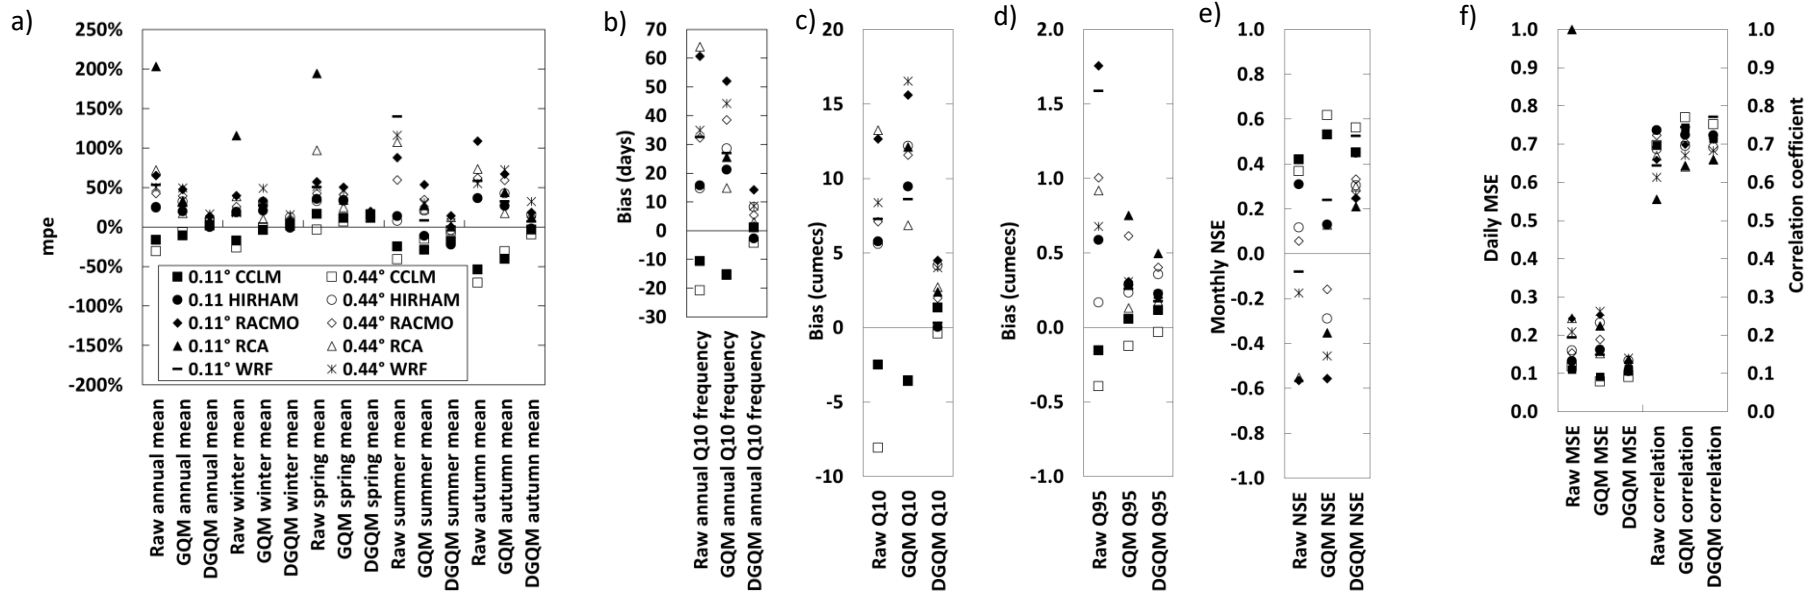 a)
250%
200%
150%
100%
50%
0%
-50%
-100%
-150%
-200%
mpe
0.11° CCLM
0.44° CCLM
0.11 HIRHAM
0.44° HIRHAM
0.11° RACMO
0.44° RACMO
0.11° RCA
0.44° RCA
0.11° WRF
0.44° WRF
Raw annual mean
GQM annual mean
DGQM annual mean
Raw winter mean
GQM winter mean
DGQM winter mean
Raw spring mean
GQM spring mean
DGQM spring mean
Raw summer mean
GQM summer mean
DGQM summer mean
Raw autumn mean
GQM autumn mean
DGQM autumn mean
b)
70
60
50
40
30
20
10
0
-10
-20
-30
Bias (days)
Raw annual Q10 frequency
GQM annual Q10 frequency
DGQM annual Q10 frequency
c)
20
15
10
5
0
-5
-10
Bias (cumecs)
Raw Q10
GQM Q10
DGQM Q10
d)
2.0
1.5
1.0
0.5
0.0
-0.5
-1.0
Bias (cumecs)
Raw Q95
GQM Q95
DGQM Q95
e)
1.0
0.8
0.6
0.4
0.2
0.0
-0.2
-0.4
-0.6
-0.8
-1.0
Monthly NSE
Raw NSE
GQM NSE
DGQM NSE
f)
1.0
0.9
0.8
0.7
0.6
0.5
0.4
0.3
0.2
0.1
0.0
Daily MSE
Raw MSE
GQM MSE
DGQM MSE
Raw correlation
GQM correlation
DGQM correlation
1.0
0.9
0.8
0.7
0.6
0.5
0.4
0.3
0.2
0.1
0.0
Correlation coefficient